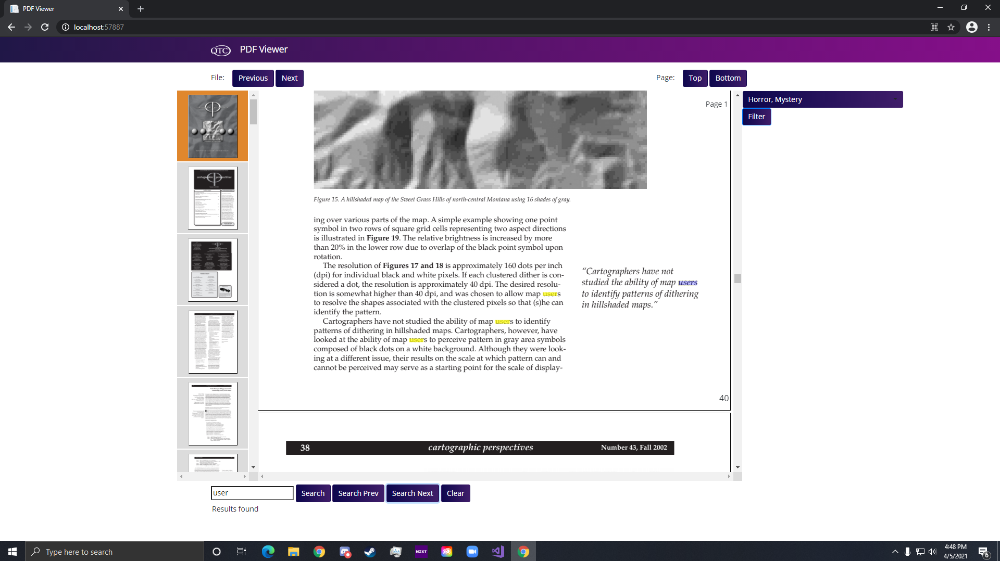 PDF Viewer
localhost:57887
QTC PDF Viewer
File: Previous Next
Page: Top Bottom
Horror, Mystery
Filter
Page 1
Figure 15. A hillshaded map of the Sweet Grass Hills of north-central Montana using 16 shades of gray.
ing over various parts of the map. A simple example showing one point
symbol in two rows of square grid cells representing two aspect directions
is illustrated in Figure 19. The relative brightness is increased by more
than 20% in the lower row due to overlap of the black point symbol upon
rotation.
The resolution of Figures 17 and 18 is approximately 160 dots per inch
(dpi) for individual black and white pixels. If each clustered dither is con-
sidered a dot, the resolution is approximately 40 dpi. The desired resolu-
tion is somewhat higher than 40 dpi, and was chosen to allow map users
to resolve the shapes associated with the clustered pixels so that (s)he can
identify the pattern.
Cartographers have not studied the ability of map users to identify
patterns of dithering in hillshaded maps. Cartographers, however, have
looked at the ability of map users to perceive pattern in gray area symbols
composed of black dots on a white background. Although they were look-
ing at a different issue, their results on the scale at which pattern can and
cannot be perceived may serve as a starting point for the scale of display-
“Cartographers have not
studied the ability of map users
to identify patterns of dithering
in hillshaded maps.”
40
38 cartographic perspectives Number 43, Fall 2002
cartographic perspectives
user Search Search Prev Search Next Clear
Results found
Type here to search
NZXT
4:48 PM
4/5/2021
6